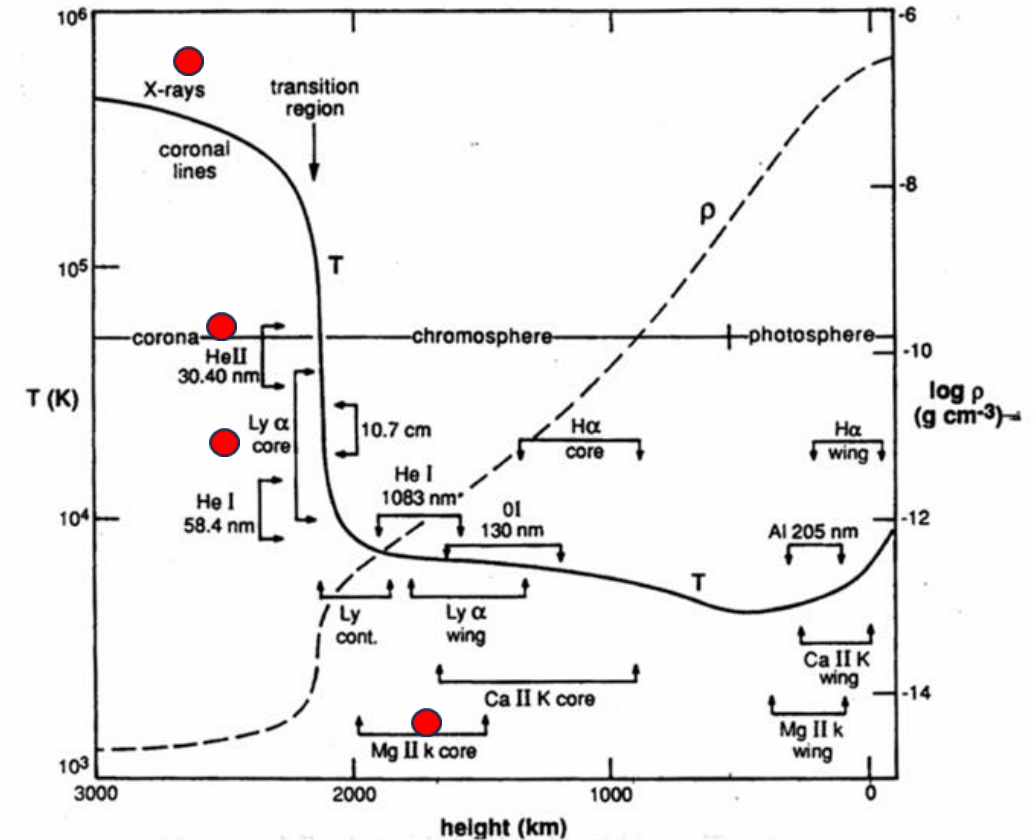 10⁶
-6
X-rays
transition
region
coronal
lines
-8
ρ
T
10⁵
corona
chromosphere
photosphere
-10
He II
30.40 nm
T (K)
log ρ
(g cm⁻³)
Ly α
core
10.7 cm
Hα
core
Hα
wing
He I
1083 nm*
He I
58.4 nm
OI
130 nm
10⁴
-12
Al 205 nm
T
Ly
cont.
Ly α
wing
Ca II K
wing
Ca II K core
-14
Mg II k core
Mg II k
wing
10³
3000
2000
1000
0
height (km)